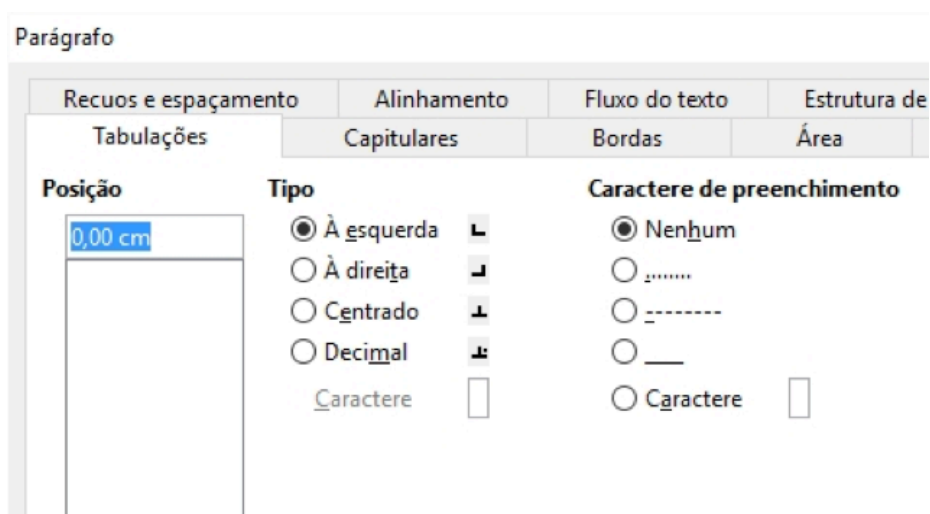 Parágrafo
Recuos e espaçamento Alinhamento Fluxo do texto Estrutura de
Tabulações Capitulares Bordas Área
Posição Tipo Caractere de preenchimento
0,00 cm À esquerda Nenhum
À direita ........
Centrado --------
Decimal ___
Caractere Caractere